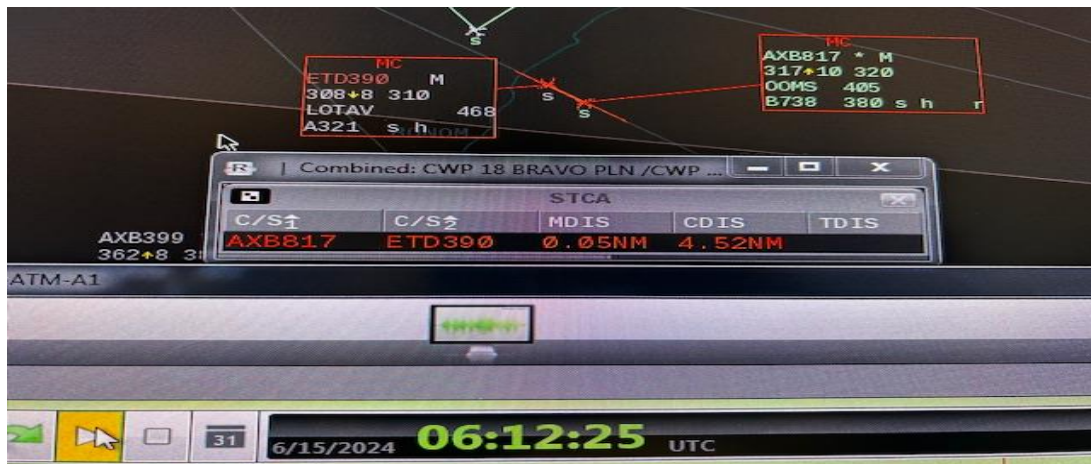 MC
ETD390 M
308↓8 310
LOTAV 468
A321 s h
MC
AXB817 * M
317↑10 320
OOMS 405
B738 380 s h r
s
s
s
R | Combined: CWP 18 BRAVO PLN /CWP ...
STCA
C/S1 C/S2 MDIS CDIS TDIS
AXB817 ETD390 0.05NM 4.52NM
AXB399
362↑8
ATM-A1
31
6/15/2024 06:12:25 UTC